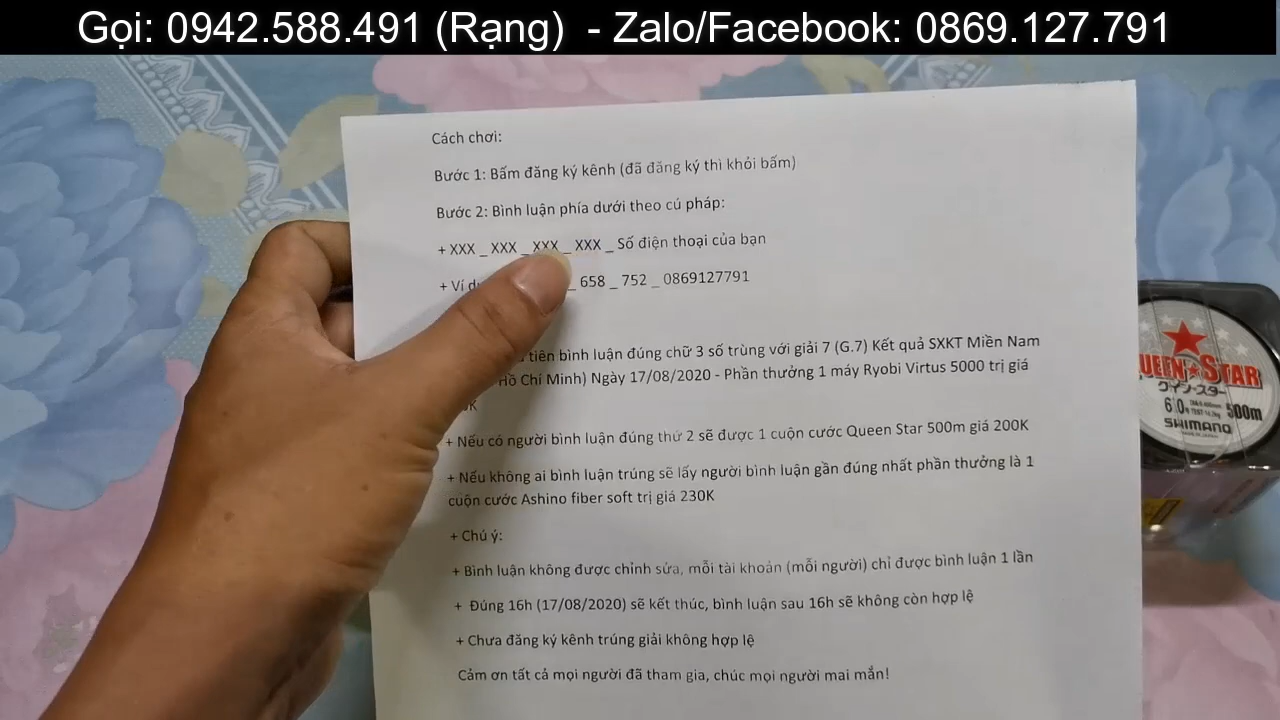 Gọi: 0942.588.491 (Rạng) - Zalo/Facebook: 0869.127.791
Cách chơi:
Bước 1: Bấm đăng ký kênh (đã đăng ký thì khỏi bấm)
Bước 2: Bình luận phía dưới theo cú pháp:
+ XXX _ XXX _ XXX _ XXX _ Số điện thoại của bạn
+ Ví _ 658 _ 752 _ 0869127791
tiên bình luận đúng chữ 3 số trùng với giải 7 (G.7) Kết quả SXKT Miền Nam
Hồ Chí Minh) Ngày 17/08/2020 - Phần thưởng 1 máy Ryobi Virtus 5000 trị giá
+ Nếu có người bình luận đúng thứ 2 sẽ được 1 cuộn cước Queen Star 500m giá 200K
+ Nếu không ai bình luận trúng sẽ lấy người bình luận gần đúng nhất phần thưởng là 1
cuộn cước Ashino fiber soft trị giá 230K
+ Chú ý:
+ Bình luận không được chỉnh sửa, mỗi tài khoản (mỗi người) chỉ được bình luận 1 lần
+ Đúng 16h (17/08/2020) sẽ kết thúc, bình luận sau 16h sẽ không còn hợp lệ
+ Chưa đăng ký kênh trúng giải không hợp lệ
Cảm ơn tất cả mọi người đã tham gia, chúc mọi người mai mắn!
QUEEN STAR
クイン・スター
6.0 500m
SHIMANO